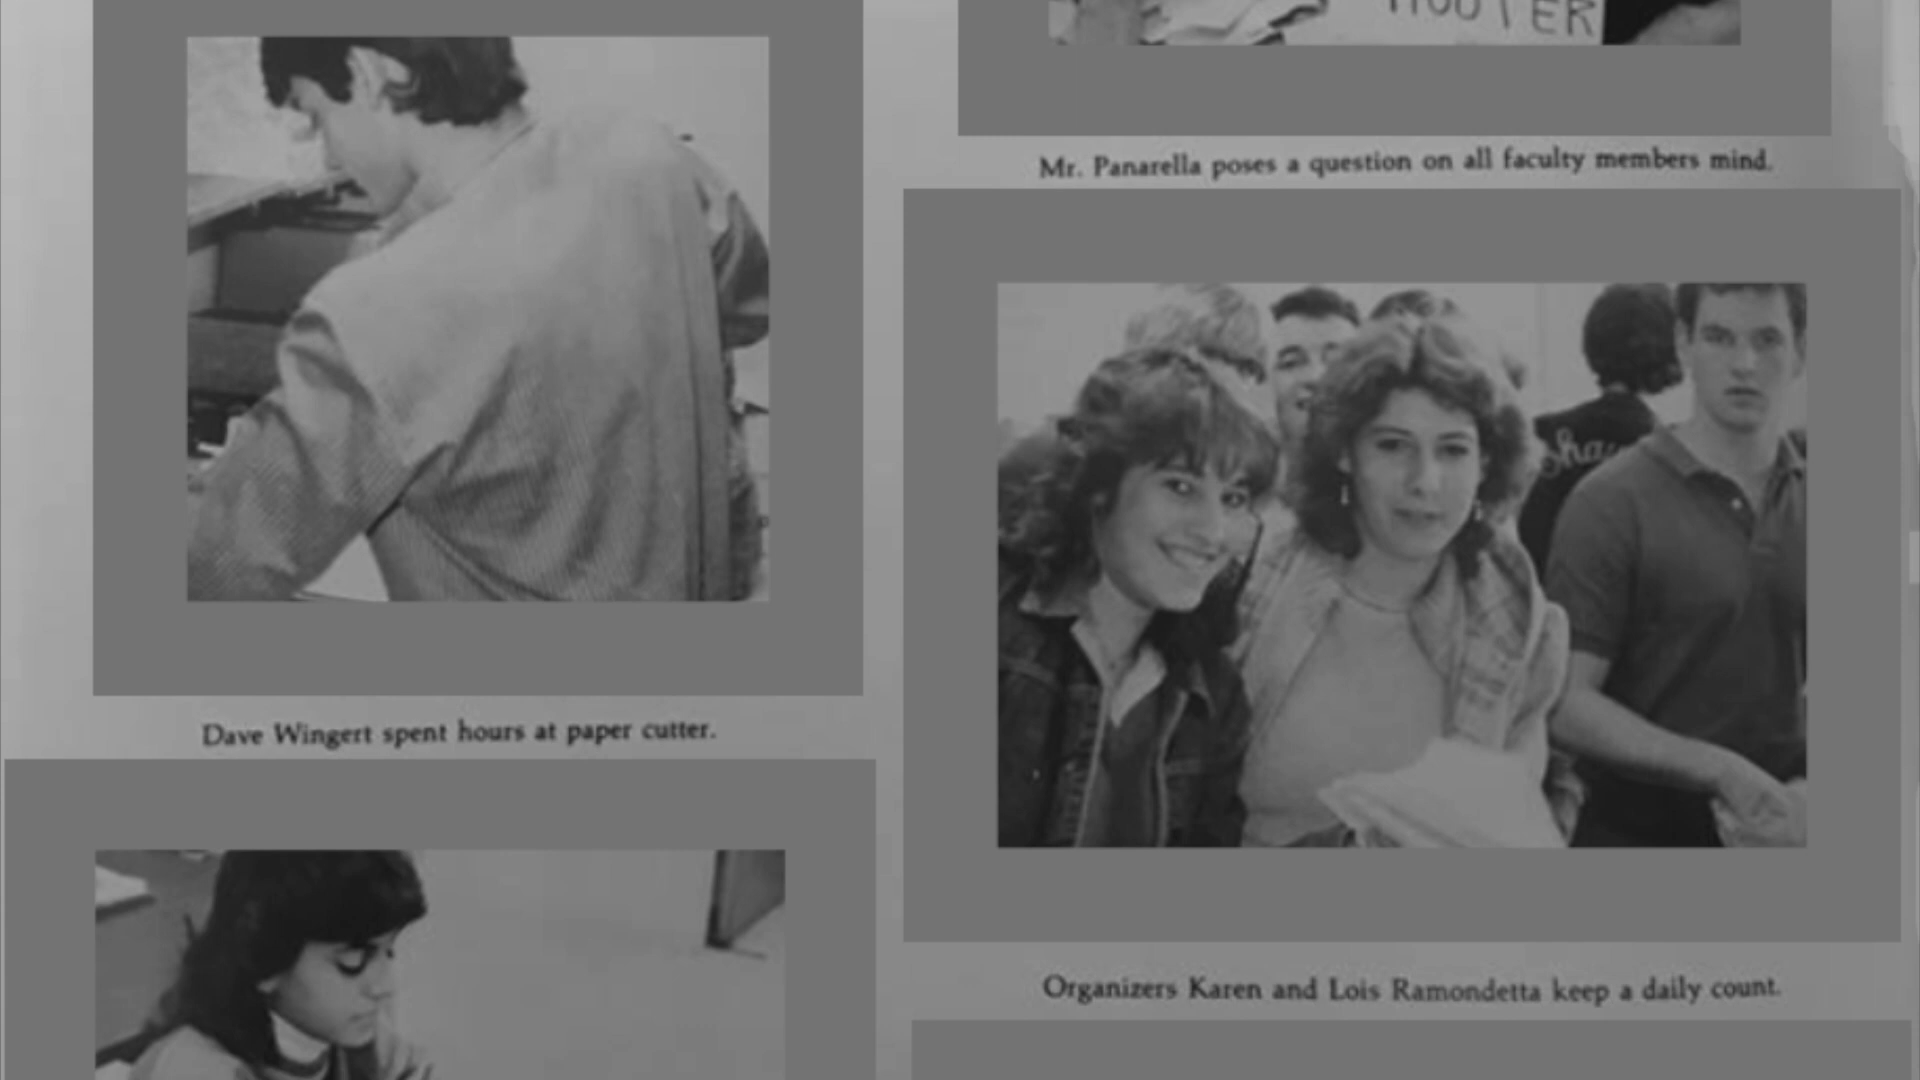 Mr. Panarella poses a question on all faculty members mind.
Dave Wingert spent hours at paper cutter.
Organizers Karen and Lois Ramondetta keep a daily count.